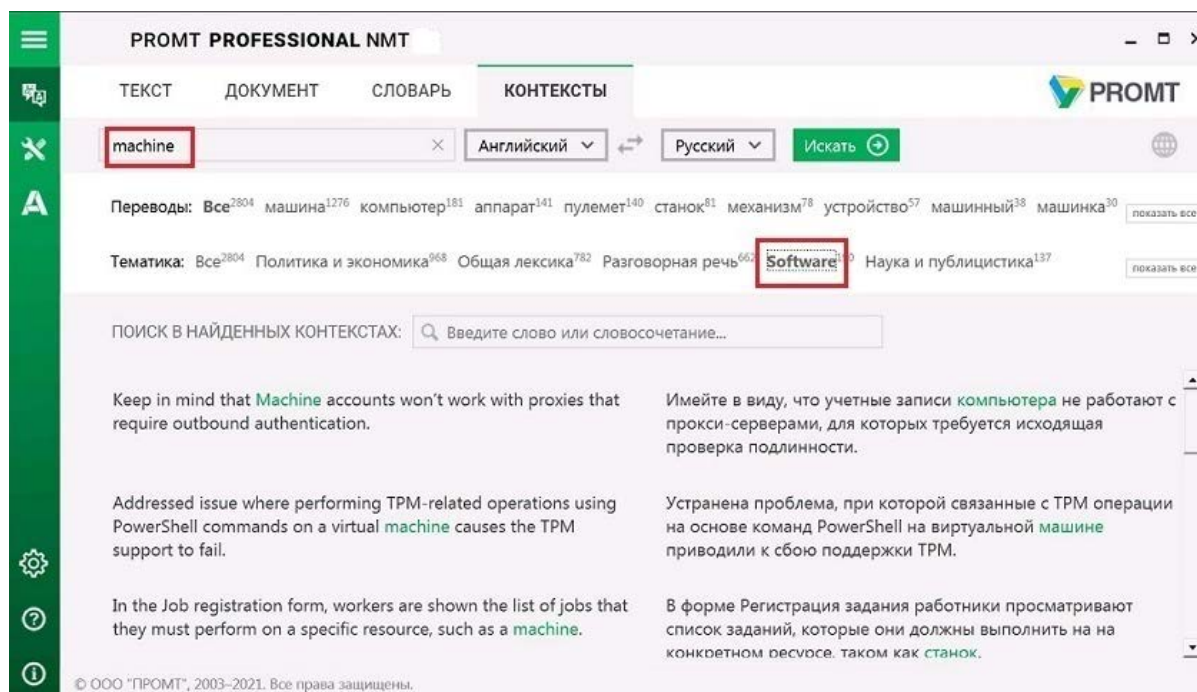 PROMT PROFESSIONAL NMT
ТЕКСТ ДОКУМЕНТ СЛОВАРЬ КОНТЕКСТЫ
PROMT
machine Английский Русский Искать
Переводы: Все2804 машина1276 компьютер181 аппарат141 пулемет140 станок81 механизм78 устройство57 машинный38 машинка30 показать все
Тематика: Все2804 Политика и экономика968 Общая лексика782 Разговорная речь662 Software Наука и публицистика137 показать все
ПОИСК В НАЙДЕННЫХ КОНТЕКСТАХ: Введите слово или словосочетание...
Keep in mind that Machine accounts won't work with proxies that
require outbound authentication.
Имейте в виду, что учетные записи компьютера не работают с
прокси-серверами, для которых требуется исходящая
проверка подлинности.
Addressed issue where performing TPM-related operations using
PowerShell commands on a virtual machine causes the TPM
support to fail.
Устранена проблема, при которой связанные с TPM операции
на основе команд PowerShell на виртуальной машине
приводили к сбою поддержки TPM.
In the Job registration form, workers are shown the list of jobs that
they must perform on a specific resource, such as a machine.
В форме Регистрация задания работники просматривают
список заданий, которые они должны выполнить на на
конкретном ресурсе, таком как станок.
© ООО "ПРОМТ", 2003–2021. Все права защищены.